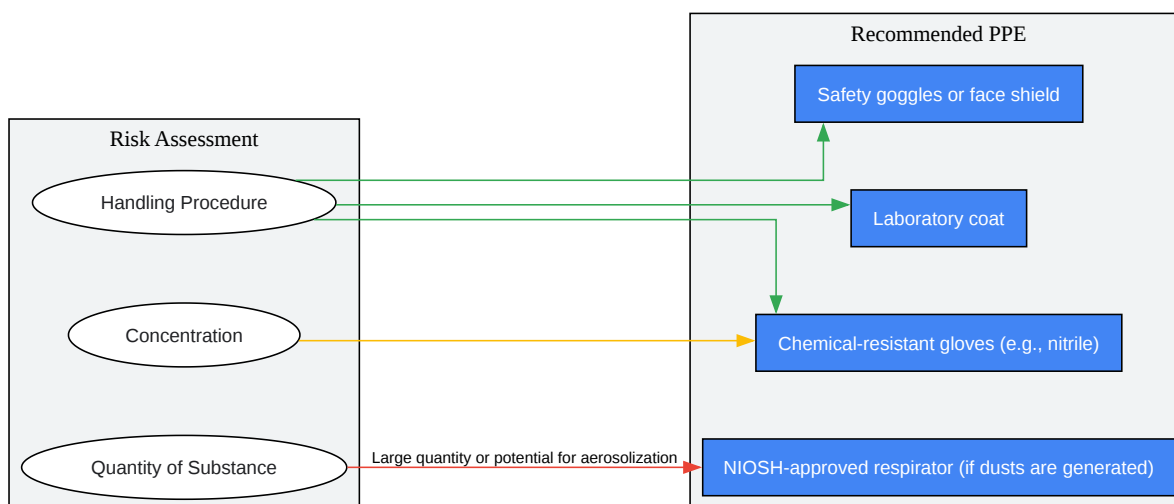 Risk Assessment
Handling Procedure
Concentration
Quantity of Substance
Large quantity or potential for aerosolization
Recommended PPE
Safety goggles or face shield
Laboratory coat
Chemical-resistant gloves (e.g., nitrile)
NIOSH-approved respirator (if dusts are generated)